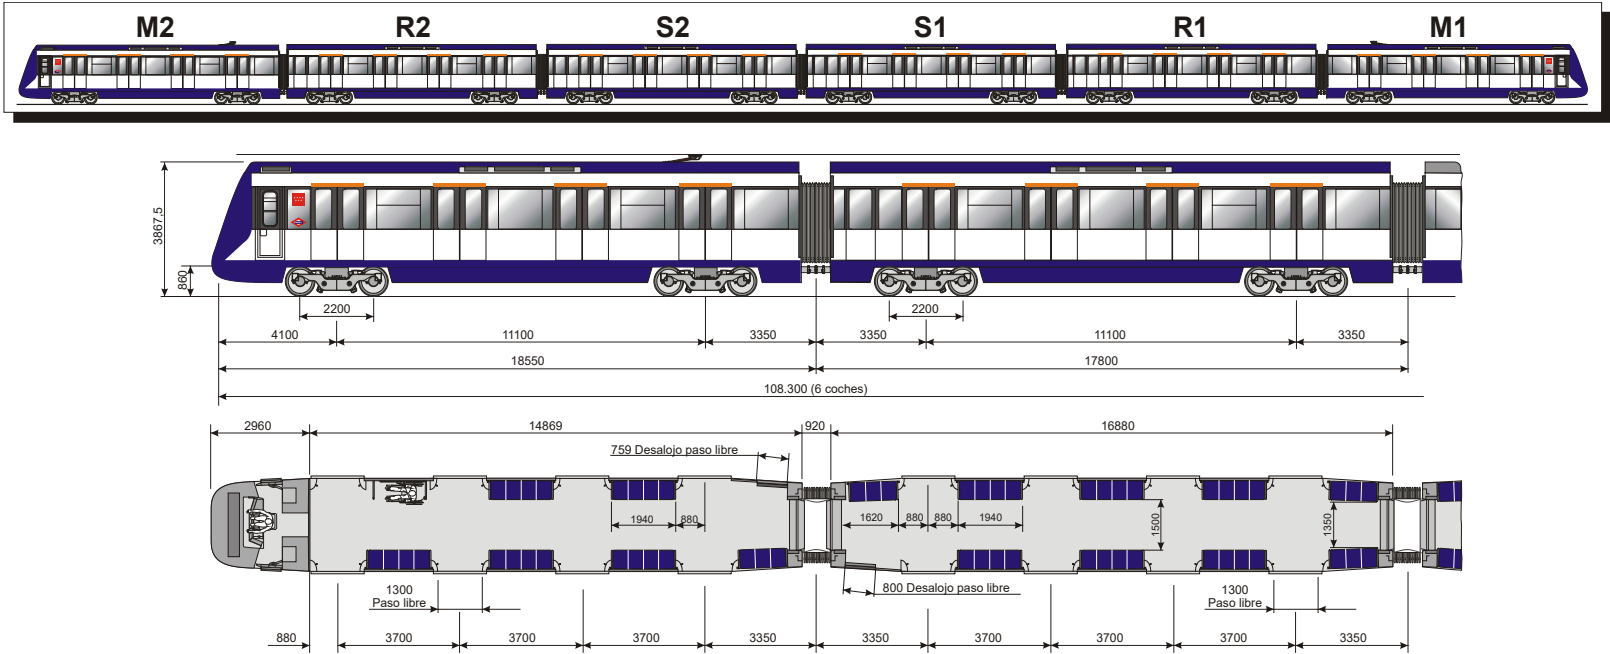 M2 R2 S2 S1 R1 M1
3867,5
860
2200 2200
4100 11100 3350 3350 11100 3350
18550 17800
108.300 (6 coches)
2960 14869 920 16880
759 Desalojo paso libre
1940 880 1620 880 880 1940 1500 1350
800 Desalojo paso libre
1300 1300
Paso libre Paso libre
880 3700 3700 3700 3350 3350 3700 3700 3700 3350